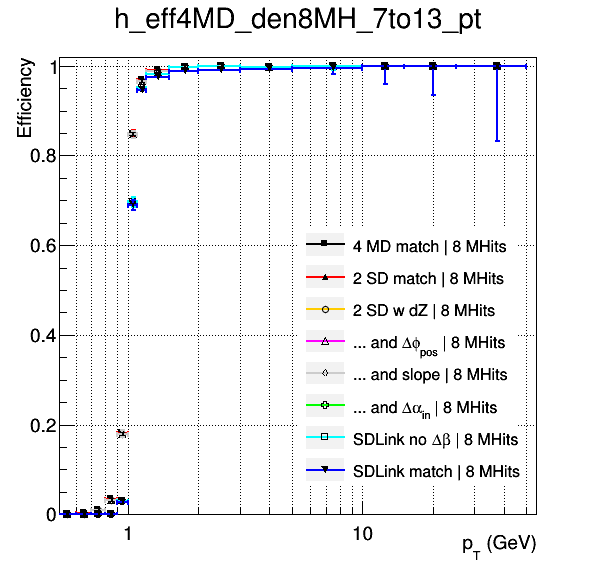 h_eff4MD_den8MH_7to13_pt
Efficiency
1
0.8
0.6
0.4
0.2
0
4 MD match | 8 MHits
2 SD match | 8 MHits
2 SD w dZ | 8 MHits
... and Δϕpos | 8 MHits
... and slope | 8 MHits
... and Δαin | 8 MHits
SDLink no Δβ | 8 MHits
SDLink match | 8 MHits
1 10
pT (GeV)